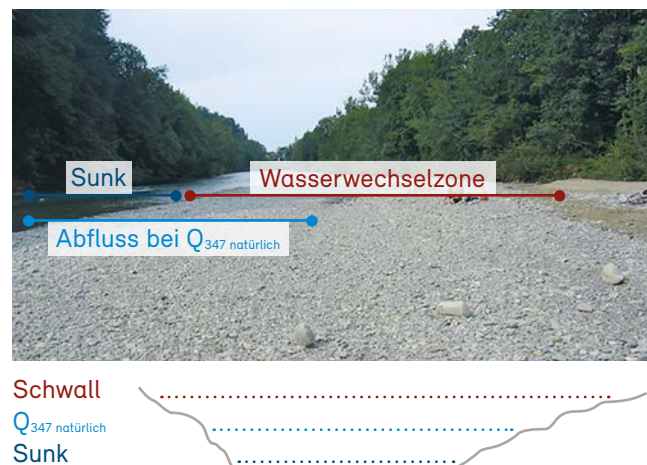 Sunk
Wasserwechselzone
Abfluss bei Q347 natürlich
Schwall
Q347 natürlich
Sunk